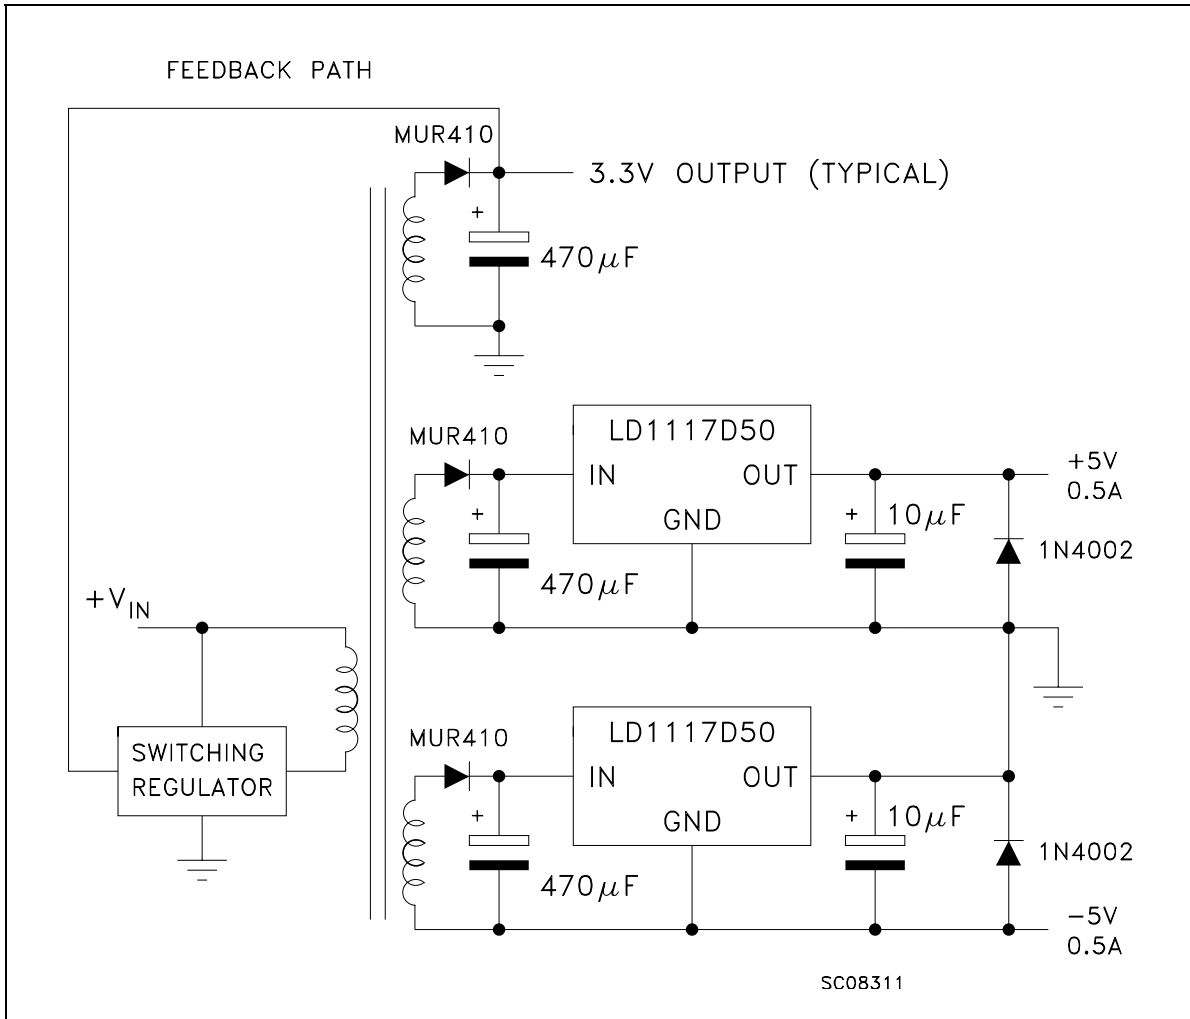 FEEDBACK PATH
MUR410
3.3V OUTPUT (TYPICAL)
+
470μF
LD1117D50
MUR410
IN
OUT
GND
+
470μF
+
10μF
+5V
0.5A
1N4002
+VIN
SWITCHING
REGULATOR
LD1117D50
MUR410
IN
OUT
GND
+
470μF
+
10μF
1N4002
-5V
0.5A
SC08311